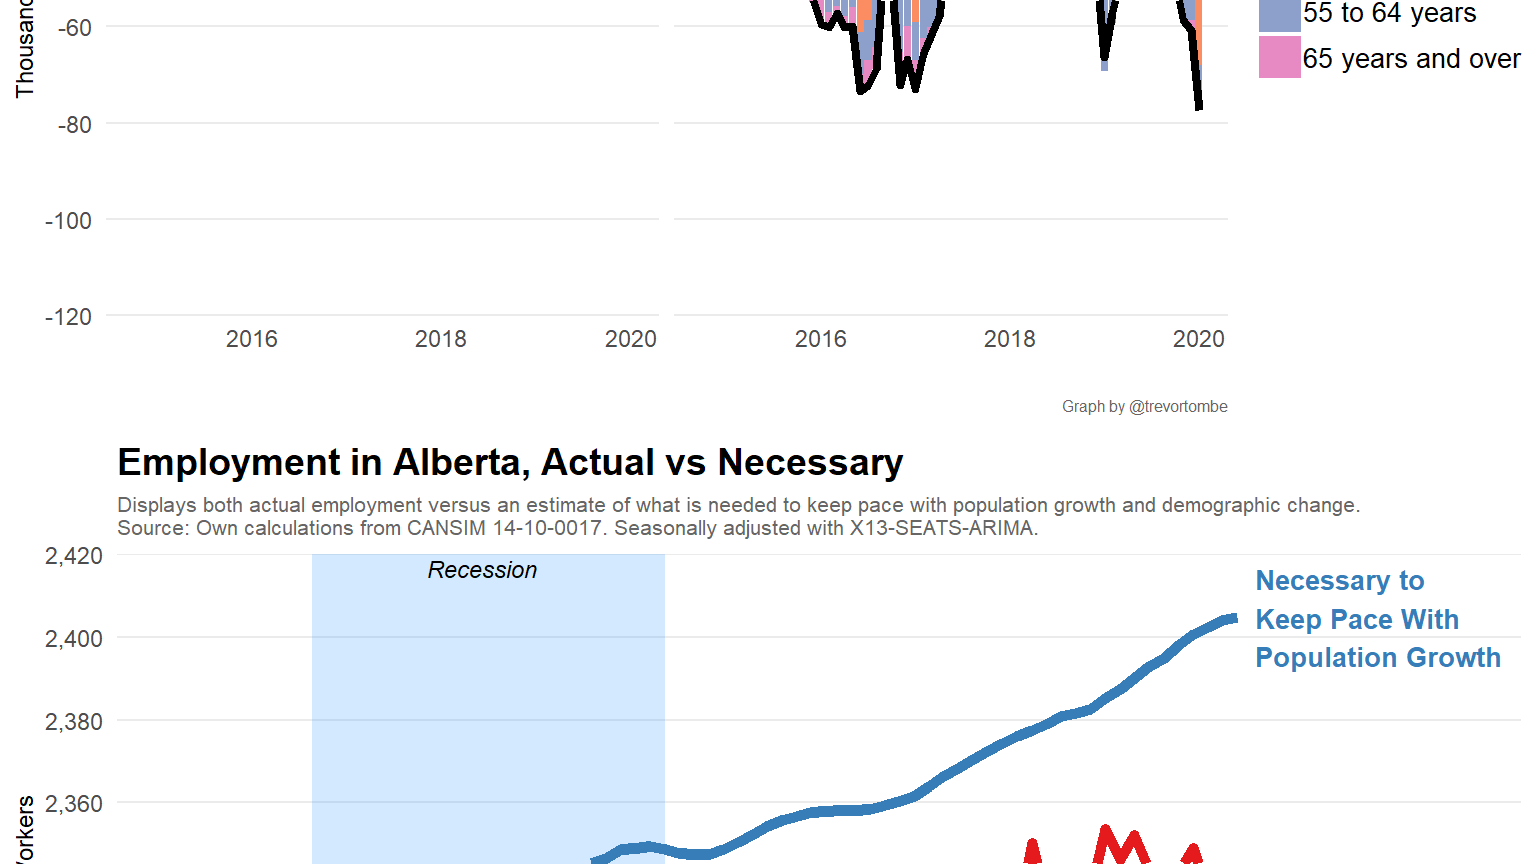 55 to 64 years
65 years and over
-60
-80
-100
-120
2016 2018 2020 2016 2018 2020
Graph by @trevortombe
Employment in Alberta, Actual vs Necessary
Displays both actual employment versus an estimate of what is needed to keep pace with population growth and demographic change.
Source: Own calculations from CANSIM 14-10-0017. Seasonally adjusted with X13-SEATS-ARIMA.
2,420
Recession
Necessary to
Keep Pace With
Population Growth
2,400
2,380
2,360